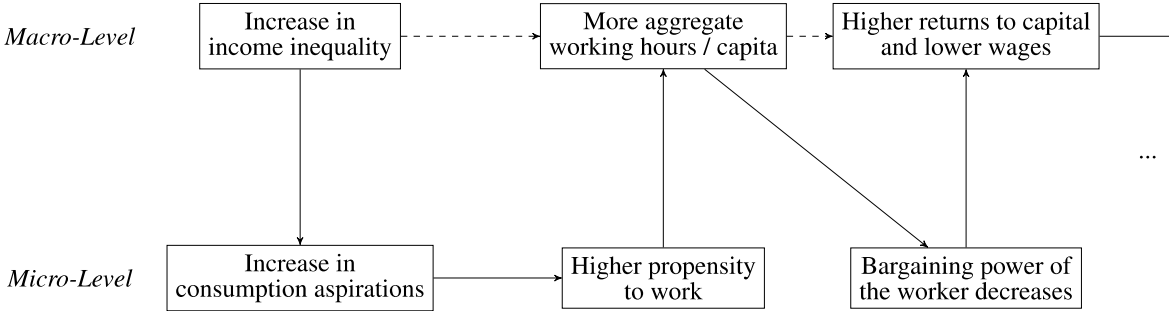 Macro-Level
Increase in
income inequality
More aggregate
working hours / capita
Higher returns to capital
and lower wages
...
Micro-Level
Increase in
consumption aspirations
Higher propensity
to work
Bargaining power of
the worker decreases